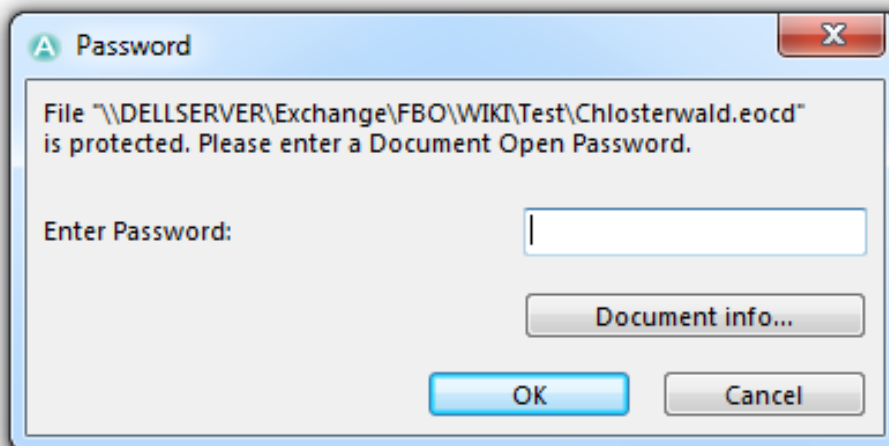 Password
File "\\DELLSERVER\Exchange\FBO\WIKI\Test\Chlosterwald.eocd"
is protected. Please enter a Document Open Password.
Enter Password:
Document info...
OK Cancel